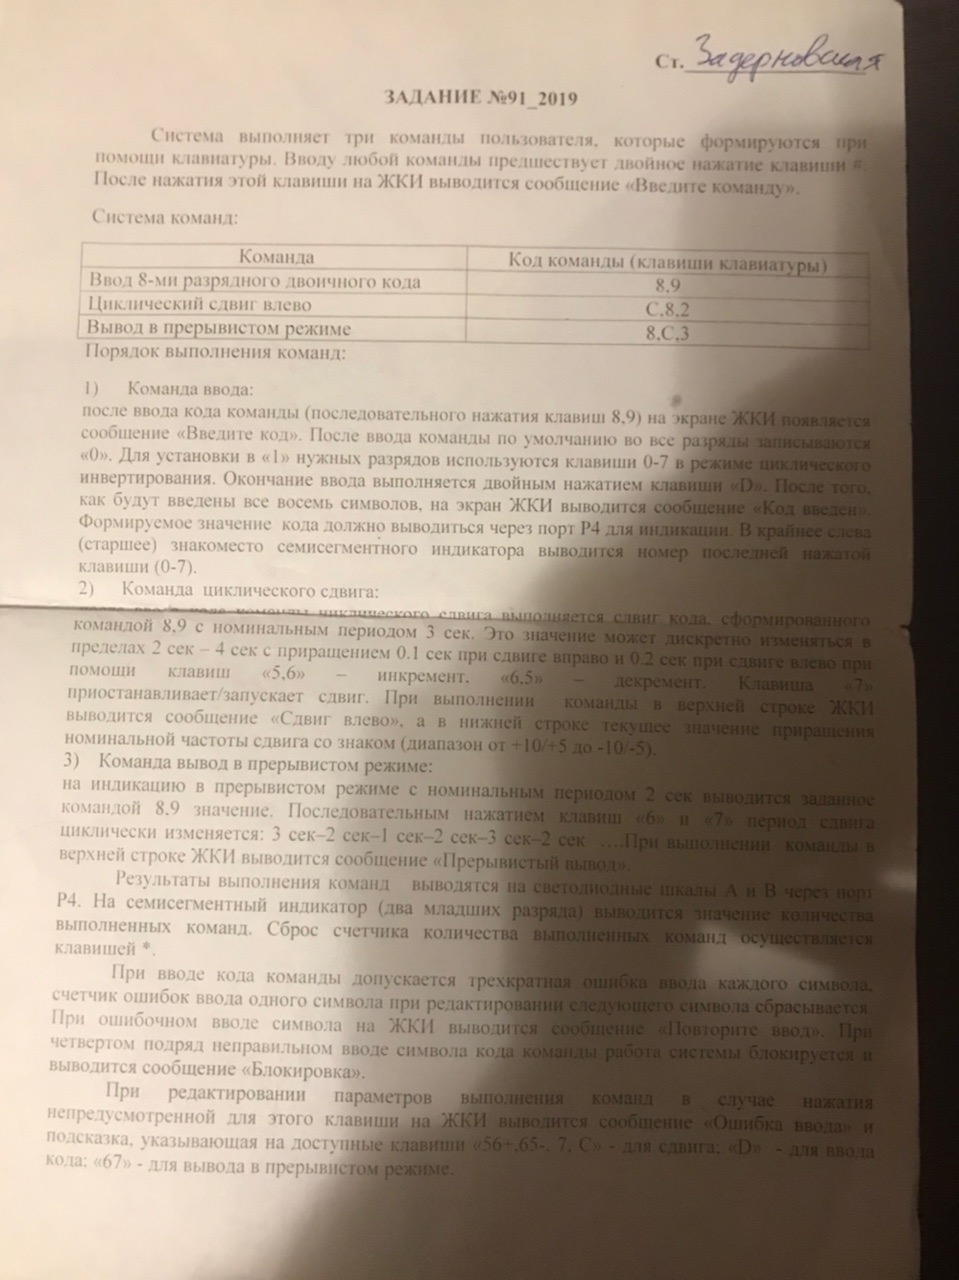 Ст. Задерновская
ЗАДАНИЕ №91_2019
Система выполняет три команды пользователя, которые формируются при
помощи клавиатуры. Вводу любой команды предшествует двойное нажатие клавиши #.
После нажатия этой клавиши на ЖКИ выводится сообщение «Введите команду».
Система команд:
Команда Код команды (клавиши клавиатуры)
Ввод 8-ми разрядного двоичного кода 8,9
Циклический сдвиг влево С,8,2
Вывод в прерывистом режиме 8,С,3
Порядок выполнения команд:
1) Команда ввода:
после ввода кода команды (последовательного нажатия клавиш 8,9) на экране ЖКИ появляется
сообщение «Введите код». После ввода команды по умолчанию во все разряды записываются
«0». Для установки в «1» нужных разрядов используются клавиши 0-7 в режиме циклического
инвертирования. Окончание ввода выполняется двойным нажатием клавиши «D». После того,
как будут введены все восемь символов, на экран ЖКИ выводится сообщение «Код введен».
Формируемое значение кода должно выводиться через порт Р4 для индикации. В крайнее слева
(старшее) знакоместо семисегментного индикатора выводится номер последней нажатой
клавиши (0-7).
2) Команда циклического сдвига:
после ввода кода команды циклического сдвига выполняется сдвиг кода, сформированного
командой 8,9 с номинальным периодом 3 сек. Это значение может дискретно изменяться в
пределах 2 сек – 4 сек с приращением 0.1 сек при сдвиге вправо и 0.2 сек при сдвиге влево при
помощи клавиш «5,6» – инкремент, «6,5» – декремент. Клавиша «7»
приостанавливает/запускает сдвиг. При выполнении команды в верхней строке ЖКИ
выводится сообщение «Сдвиг влево», а в нижней строке текущее значение приращения
номинальной частоты сдвига со знаком (диапазон от +10/+5 до -10/-5).
3) Команда вывод в прерывистом режиме:
на индикацию в прерывистом режиме с номинальным периодом 2 сек выводится заданное
командой 8,9 значение. Последовательным нажатием клавиш «6» и «7» период сдвига
циклически изменяется: 3 сек–2 сек–1 сек–2 сек–3 сек–2 сек ….При выполнении команды в
верхней строке ЖКИ выводится сообщение «Прерывистый вывод».
Результаты выполнения команд выводятся на светодиодные шкалы А и В через порт
Р4. На семисегментный индикатор (два младших разряда) выводится значение количества
выполненных команд. Сброс счетчика количества выполненных команд осуществляется
клавишей *.
При вводе кода команды допускается трехкратная ошибка ввода каждого символа,
счетчик ошибок ввода одного символа при редактировании следующего символа сбрасывается.
При ошибочном вводе символа на ЖКИ выводится сообщение «Повторите ввод». При
четвертом подряд неправильном вводе символа кода команды работа системы блокируется и
выводится сообщение «Блокировка».
При редактировании параметров выполнения команд в случае нажатия
непредусмотренной для этого клавиши на ЖКИ выводится сообщение «Ошибка ввода» и
подсказка, указывающая на доступные клавиши «56+,65-, 7, С» - для сдвига; «D» - для ввода
кода; «67» - для вывода в прерывистом режиме.